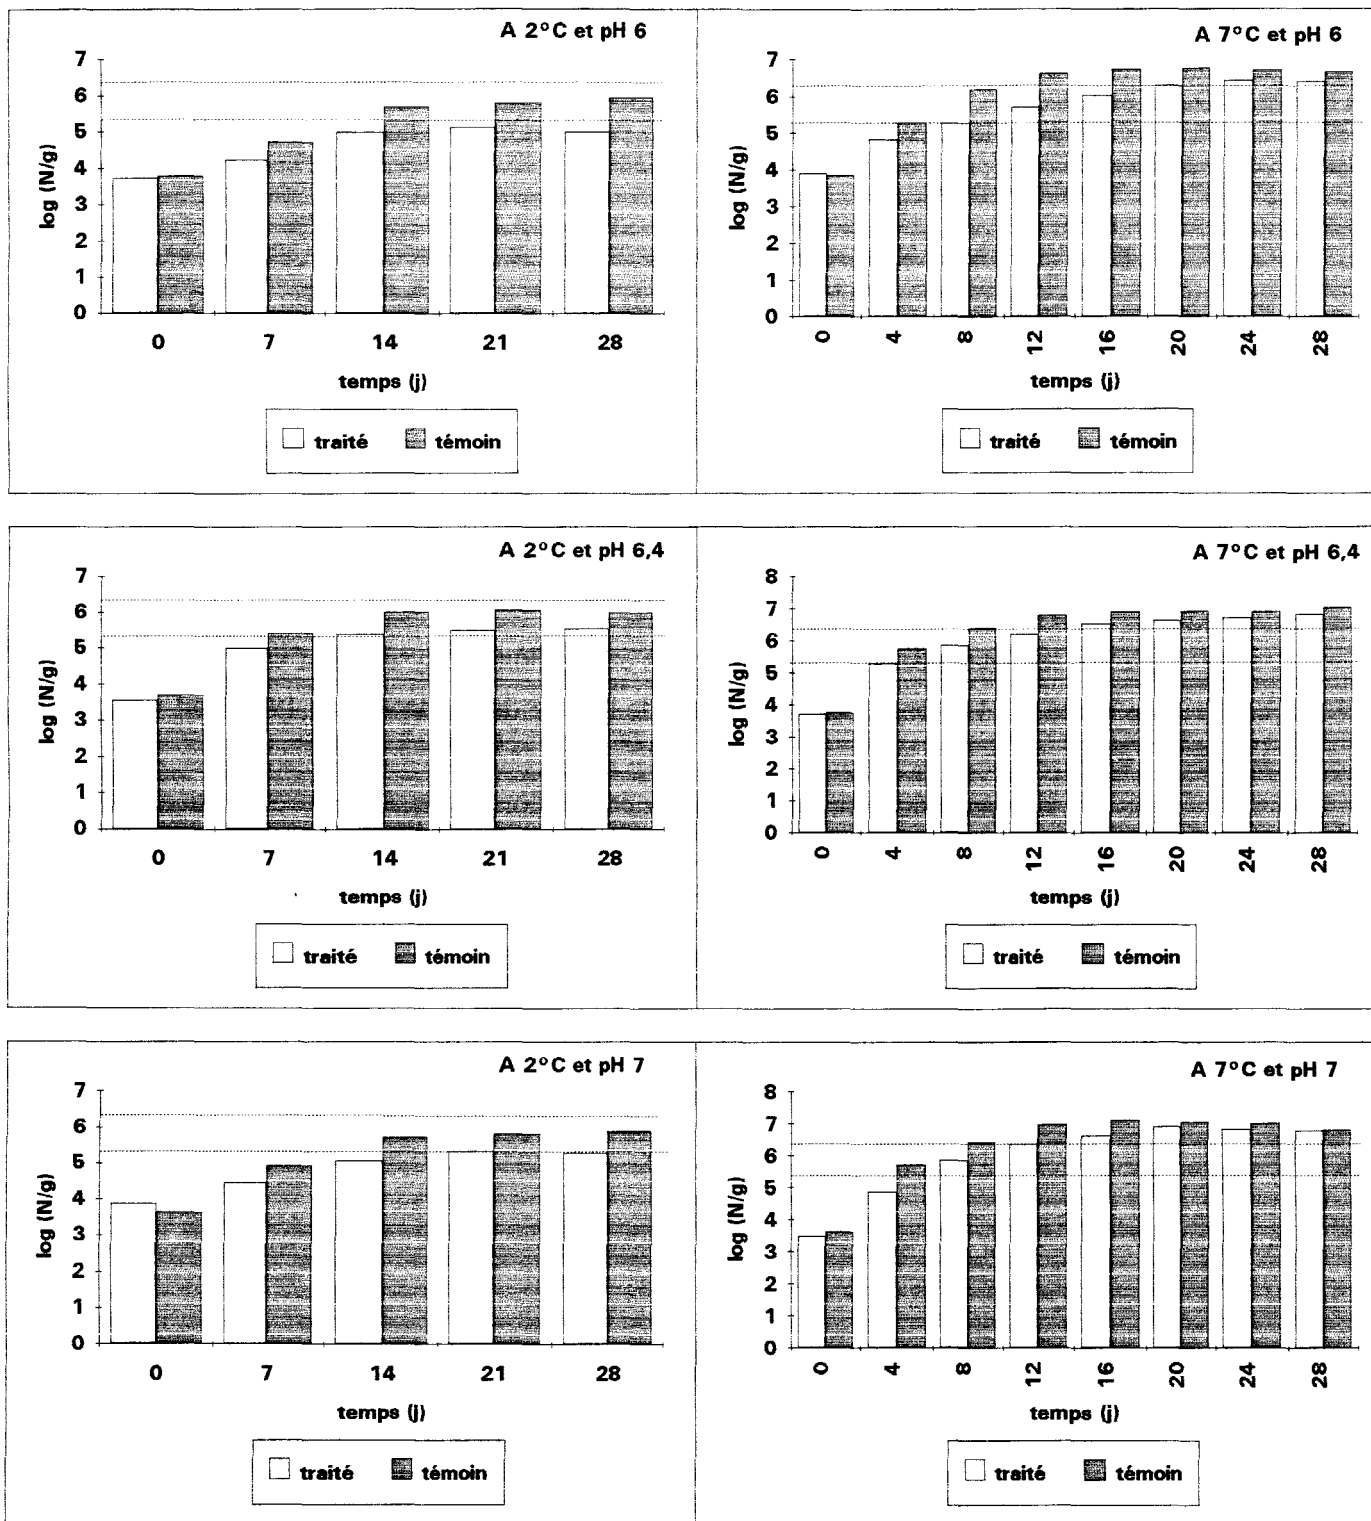 A 2°C et pH 6
7
6
5
4
3
2
1
0
log (N/g)
0 7 14 21 28
temps (j)
traité témoin
A 7°C et pH 6
7
6
5
4
3
2
1
0
log (N/g)
0 4 8 12 16 20 24 28
temps (j)
traité témoin
A 2°C et pH 6,4
7
6
5
4
3
2
1
0
log (N/g)
0 7 14 21 28
temps (j)
traité témoin
A 7°C et pH 6,4
8
7
6
5
4
3
2
1
0
log (N/g)
0 4 8 12 16 20 24 28
temps (j)
traité témoin
A 2°C et pH 7
7
6
5
4
3
2
1
0
log (N/g)
0 7 14 21 28
temps (j)
traité témoin
A 7°C et pH 7
8
7
6
5
4
3
2
1
0
log (N/g)
0 4 8 12 16 20 24 28
temps (j)
traité témoin